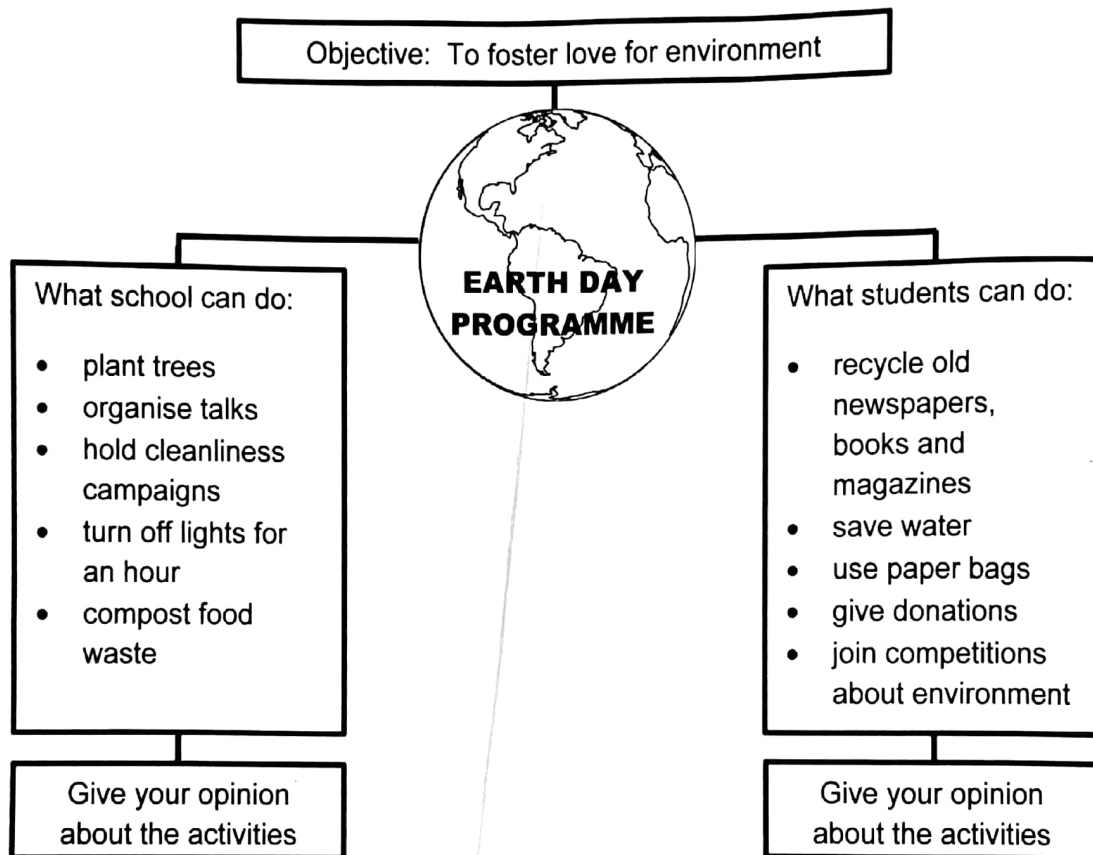 Objective: To foster love for environment
EARTH DAY
PROGRAMME
What school can do:
• plant trees
• organise talks
• hold cleanliness
campaigns
• turn off lights for
an hour
• compost food
waste
Give your opinion
about the activities
What students can do:
• recycle old
newspapers,
books and
magazines
• save water
• use paper bags
• give donations
• join competitions
about environment
Give your opinion
about the activities